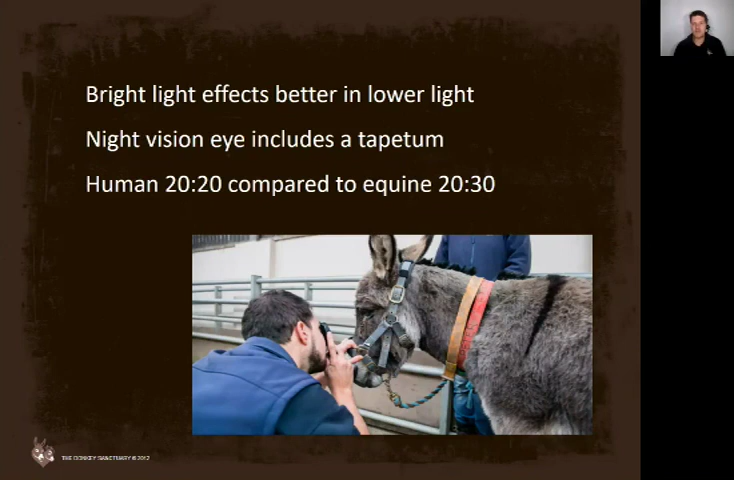 Bright light effects better in lower light
Night vision eye includes a tapetum
Human 20:20 compared to equine 20:30
THE DONKEY SANCTUARY © 2017